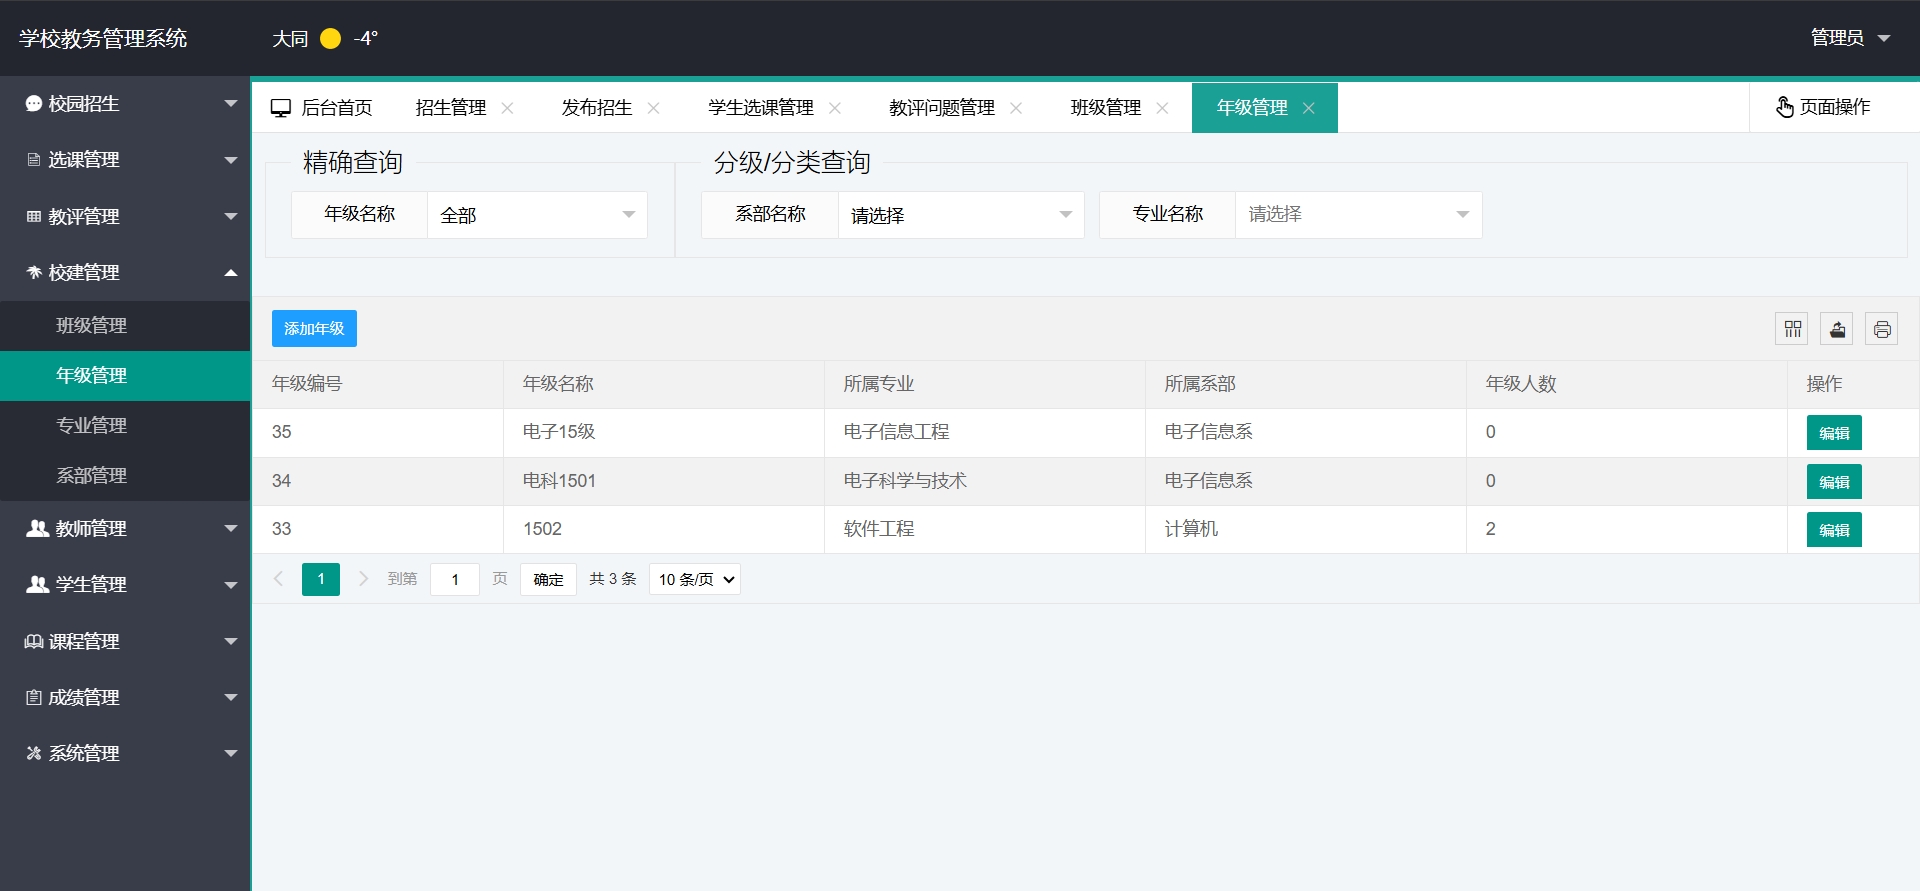 学校教务管理系统 大同 -4° 管理员
校园招生
选课管理
教评管理
校建管理
班级管理
年级管理
专业管理
系部管理
教师管理
学生管理
课程管理
成绩管理
系统管理
后台首页 招生管理 发布招生 学生选课管理 教评问题管理 班级管理 年级管理 页面操作
精确查询 分级/分类查询
年级名称 全部 系部名称 请选择 专业名称 请选择
添加年级
年级编号 年级名称 所属专业 所属系部 年级人数 操作
35 电子15级 电子信息工程 电子信息系 0 编辑
34 电科1501 电子科学与技术 电子信息系 0 编辑
33 1502 软件工程 计算机 2 编辑
1 到第 1 页 确定 共 3 条 10 条/页